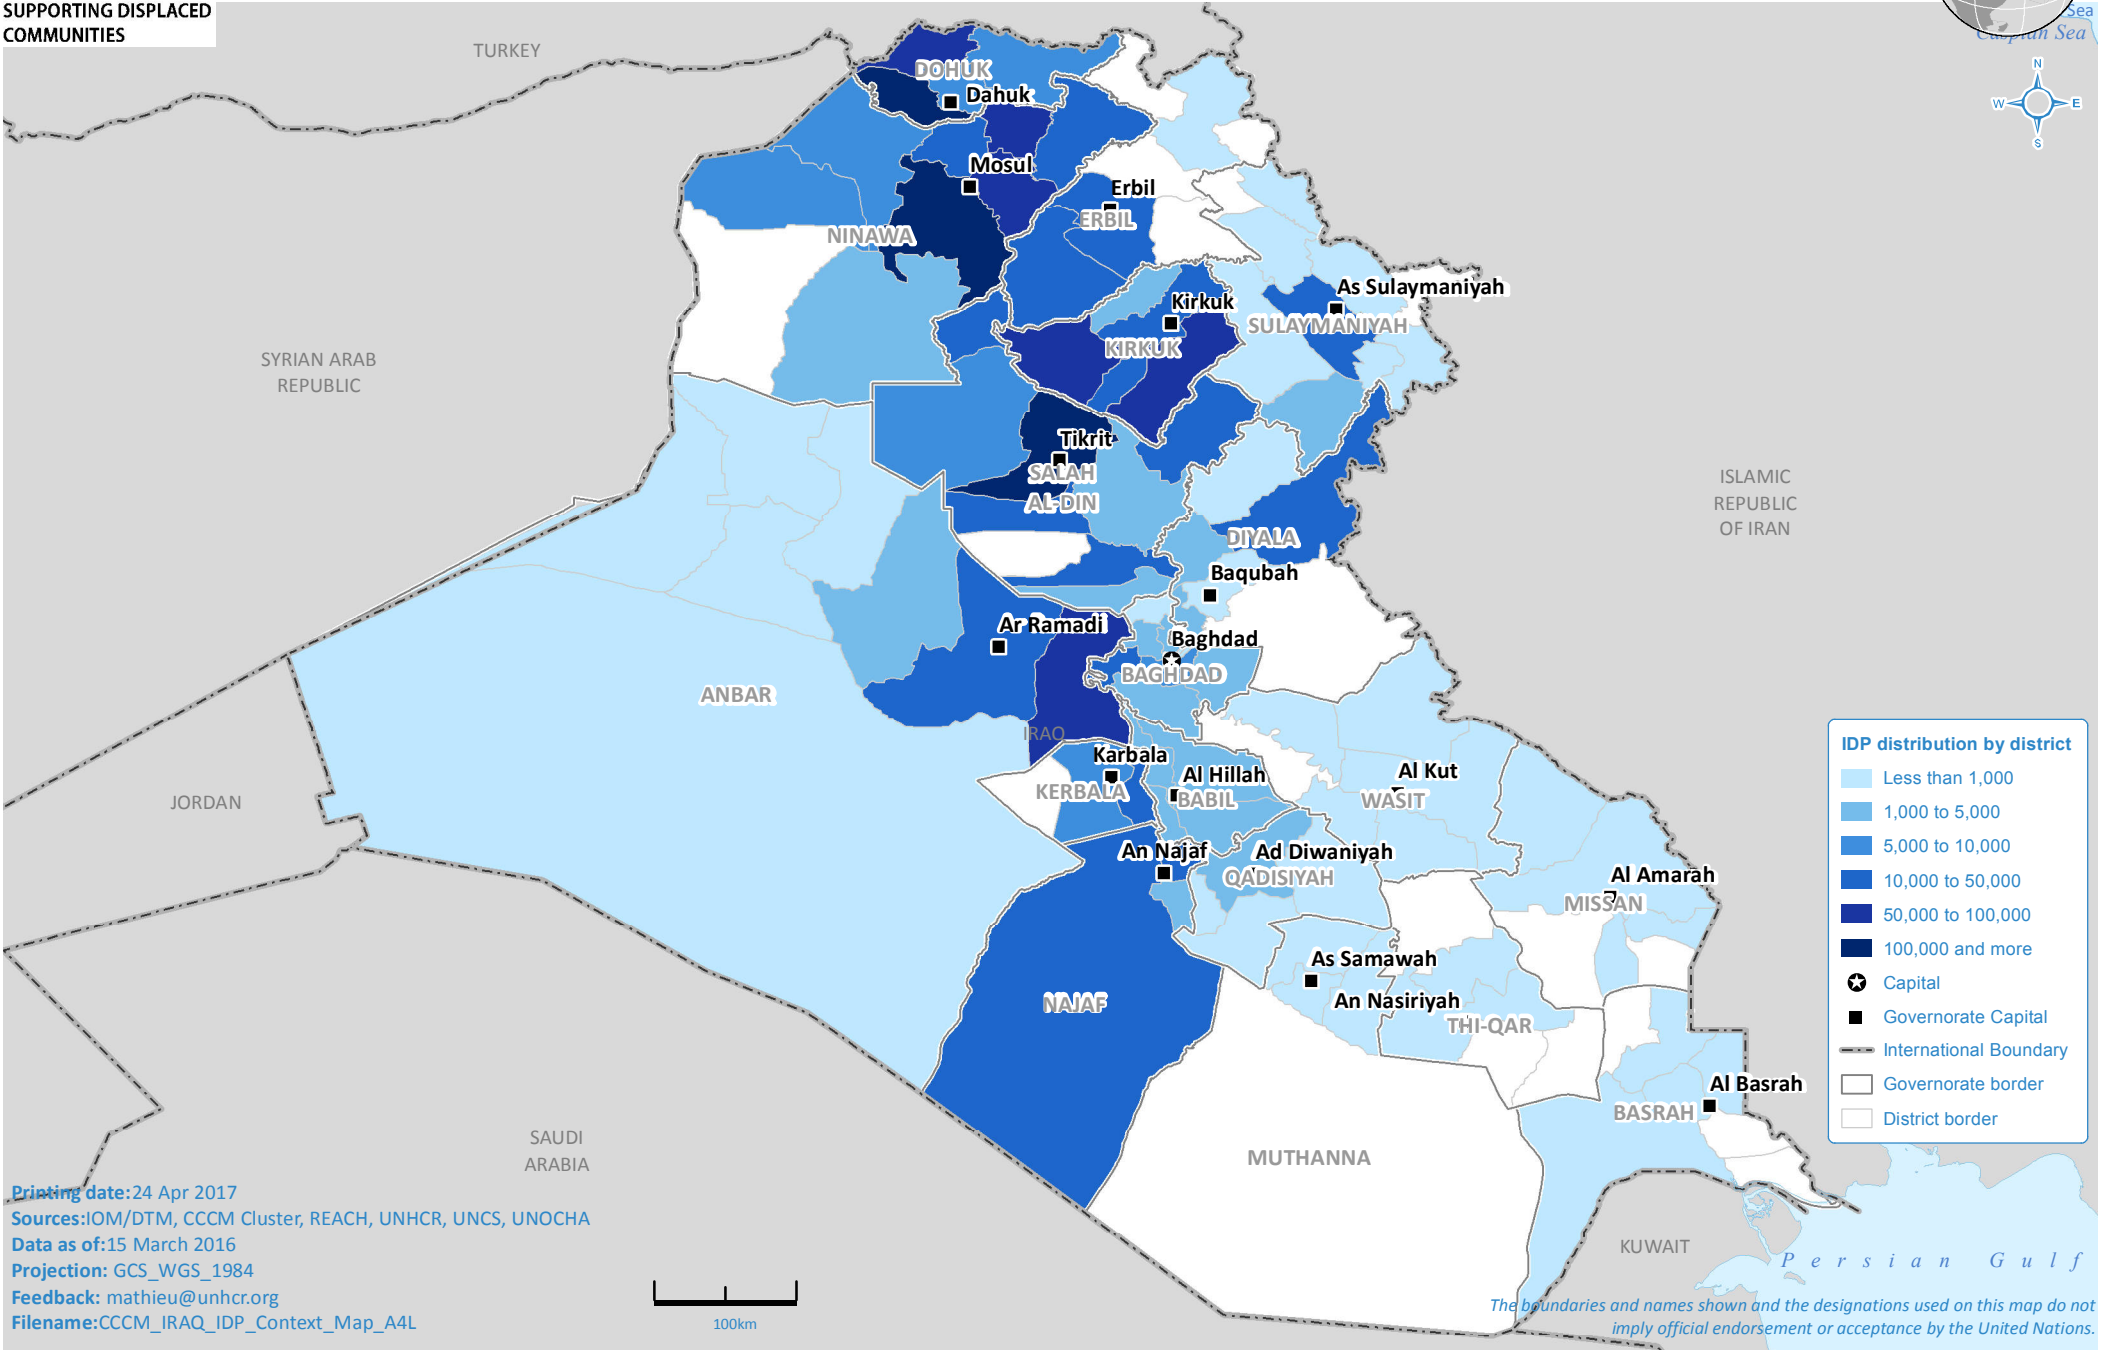 SUPPORTING DISPLACED
COMMUNITIES
Sea
Caspian Sea
N
W
E
S
TURKEY
DOHUK
Dahuk
Mosul
Erbil
ERBIL
NINAWA
As Sulaymaniyah
Kirkuk
SULAYMANIYAH
KIRKUK
SYRIAN ARAB
REPUBLIC
Tikrit
SALAH
AL-DIN
ISLAMIC
REPUBLIC
OF IRAN
DIYALA
Baqubah
Ar Ramadi
Baghdad
BAGHDAD
ANBAR
IRAQ
Karbala
Al Hillah
Al Kut
KERBALA
BABIL
WASIT
JORDAN
An Najaf
Ad Diwaniyah
QADISIYAH
Al Amarah
MISSAN
As Samawah
An Nasiriyah
NAJAF
THI-QAR
Al Basrah
BASRAH
SAUDI
ARABIA
MUTHANNA
KUWAIT
Persian Gulf
IDP distribution by district
Less than 1,000
1,000 to 5,000
5,000 to 10,000
10,000 to 50,000
50,000 to 100,000
100,000 and more
Capital
Governorate Capital
International Boundary
Governorate border
District border
Printing date:24 Apr 2017
Sources:IOM/DTM, CCCM Cluster, REACH, UNHCR, UNCS, UNOCHA
Data as of:15 March 2016
Projection: GCS_WGS_1984
Feedback: mathieu@unhcr.org
Filename:CCCM_IRAQ_IDP_Context_Map_A4L
100km
The boundaries and names shown and the designations used on this map do not
imply official endorsement or acceptance by the United Nations.